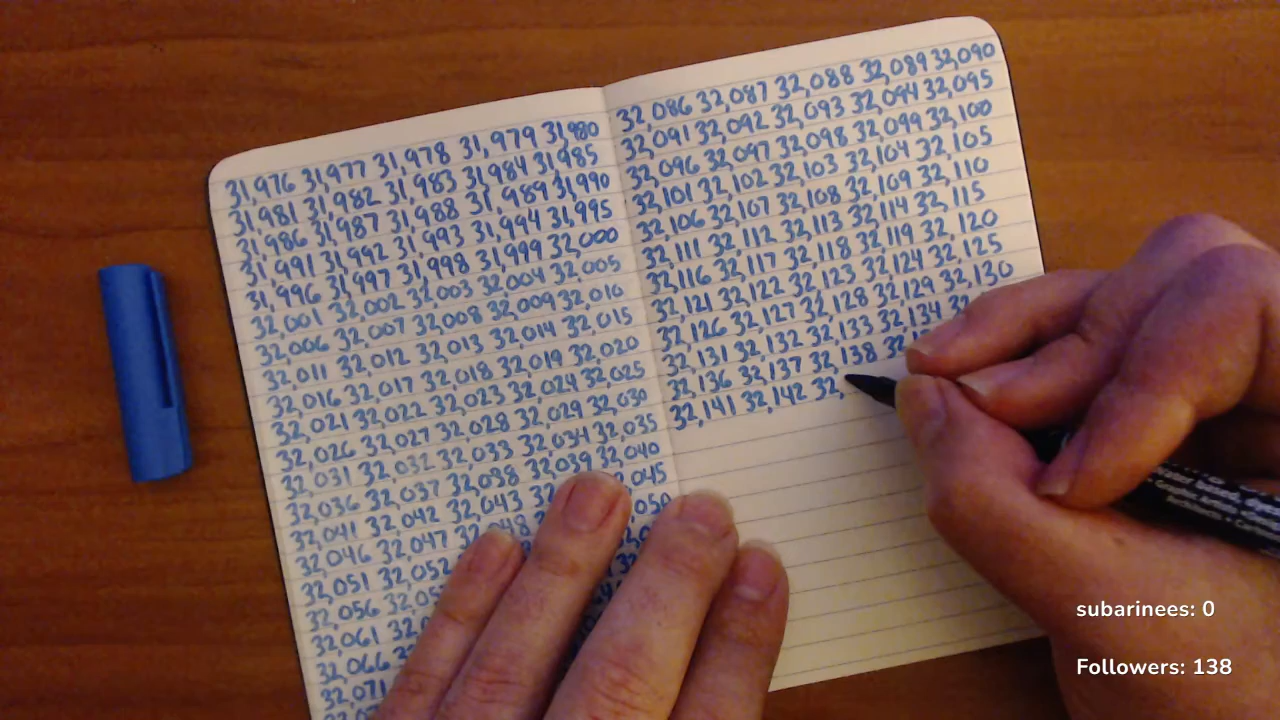 31,976 31,977 31,978 31,979 31,980
31,981 31,982 31,983 31,984 31,985
31,986 31,987 31,988 31,989 31,990
31,991 31,992 31,993 31,994 31,995
31,996 31,997 31,998 31,999 32,000
32,001 32,002 32,003 32,004 32,005
32,006 32,007 32,008 32,009 32,010
32,011 32,012 32,013 32,014 32,015
32,016 32,017 32,018 32,019 32,020
32,021 32,022 32,023 32,024 32,025
32,026 32,027 32,028 32,029 32,030
32,031 32,032 32,033 32,034 32,035
32,036 32,037 32,038 32,039 32,040
32,041 32,042 32,043
32,046 32,047 050
32,051 32,052
32,056
32,061
32,066
32,071
32,086 32,087 32,088 32,089 32,090
32,091 32,092 32,093 32,094 32,095
32,096 32,097 32,098 32,099 32,100
32,101 32,102 32,103 32,104 32,105
32,106 32,107 32,108 32,109 32,110
32,111 32,112 32,113 32,114 32,115
32,116 32,117 32,118 32,119 32,120
32,121 32,122 32,123 32,124 32,125
32,126 32,127 32,128 32,129 32,130
32,131 32,132 32,133 32,134
32,136 32,137 32,138
32,141 32,142 32,
subarinees: 0
Followers: 138